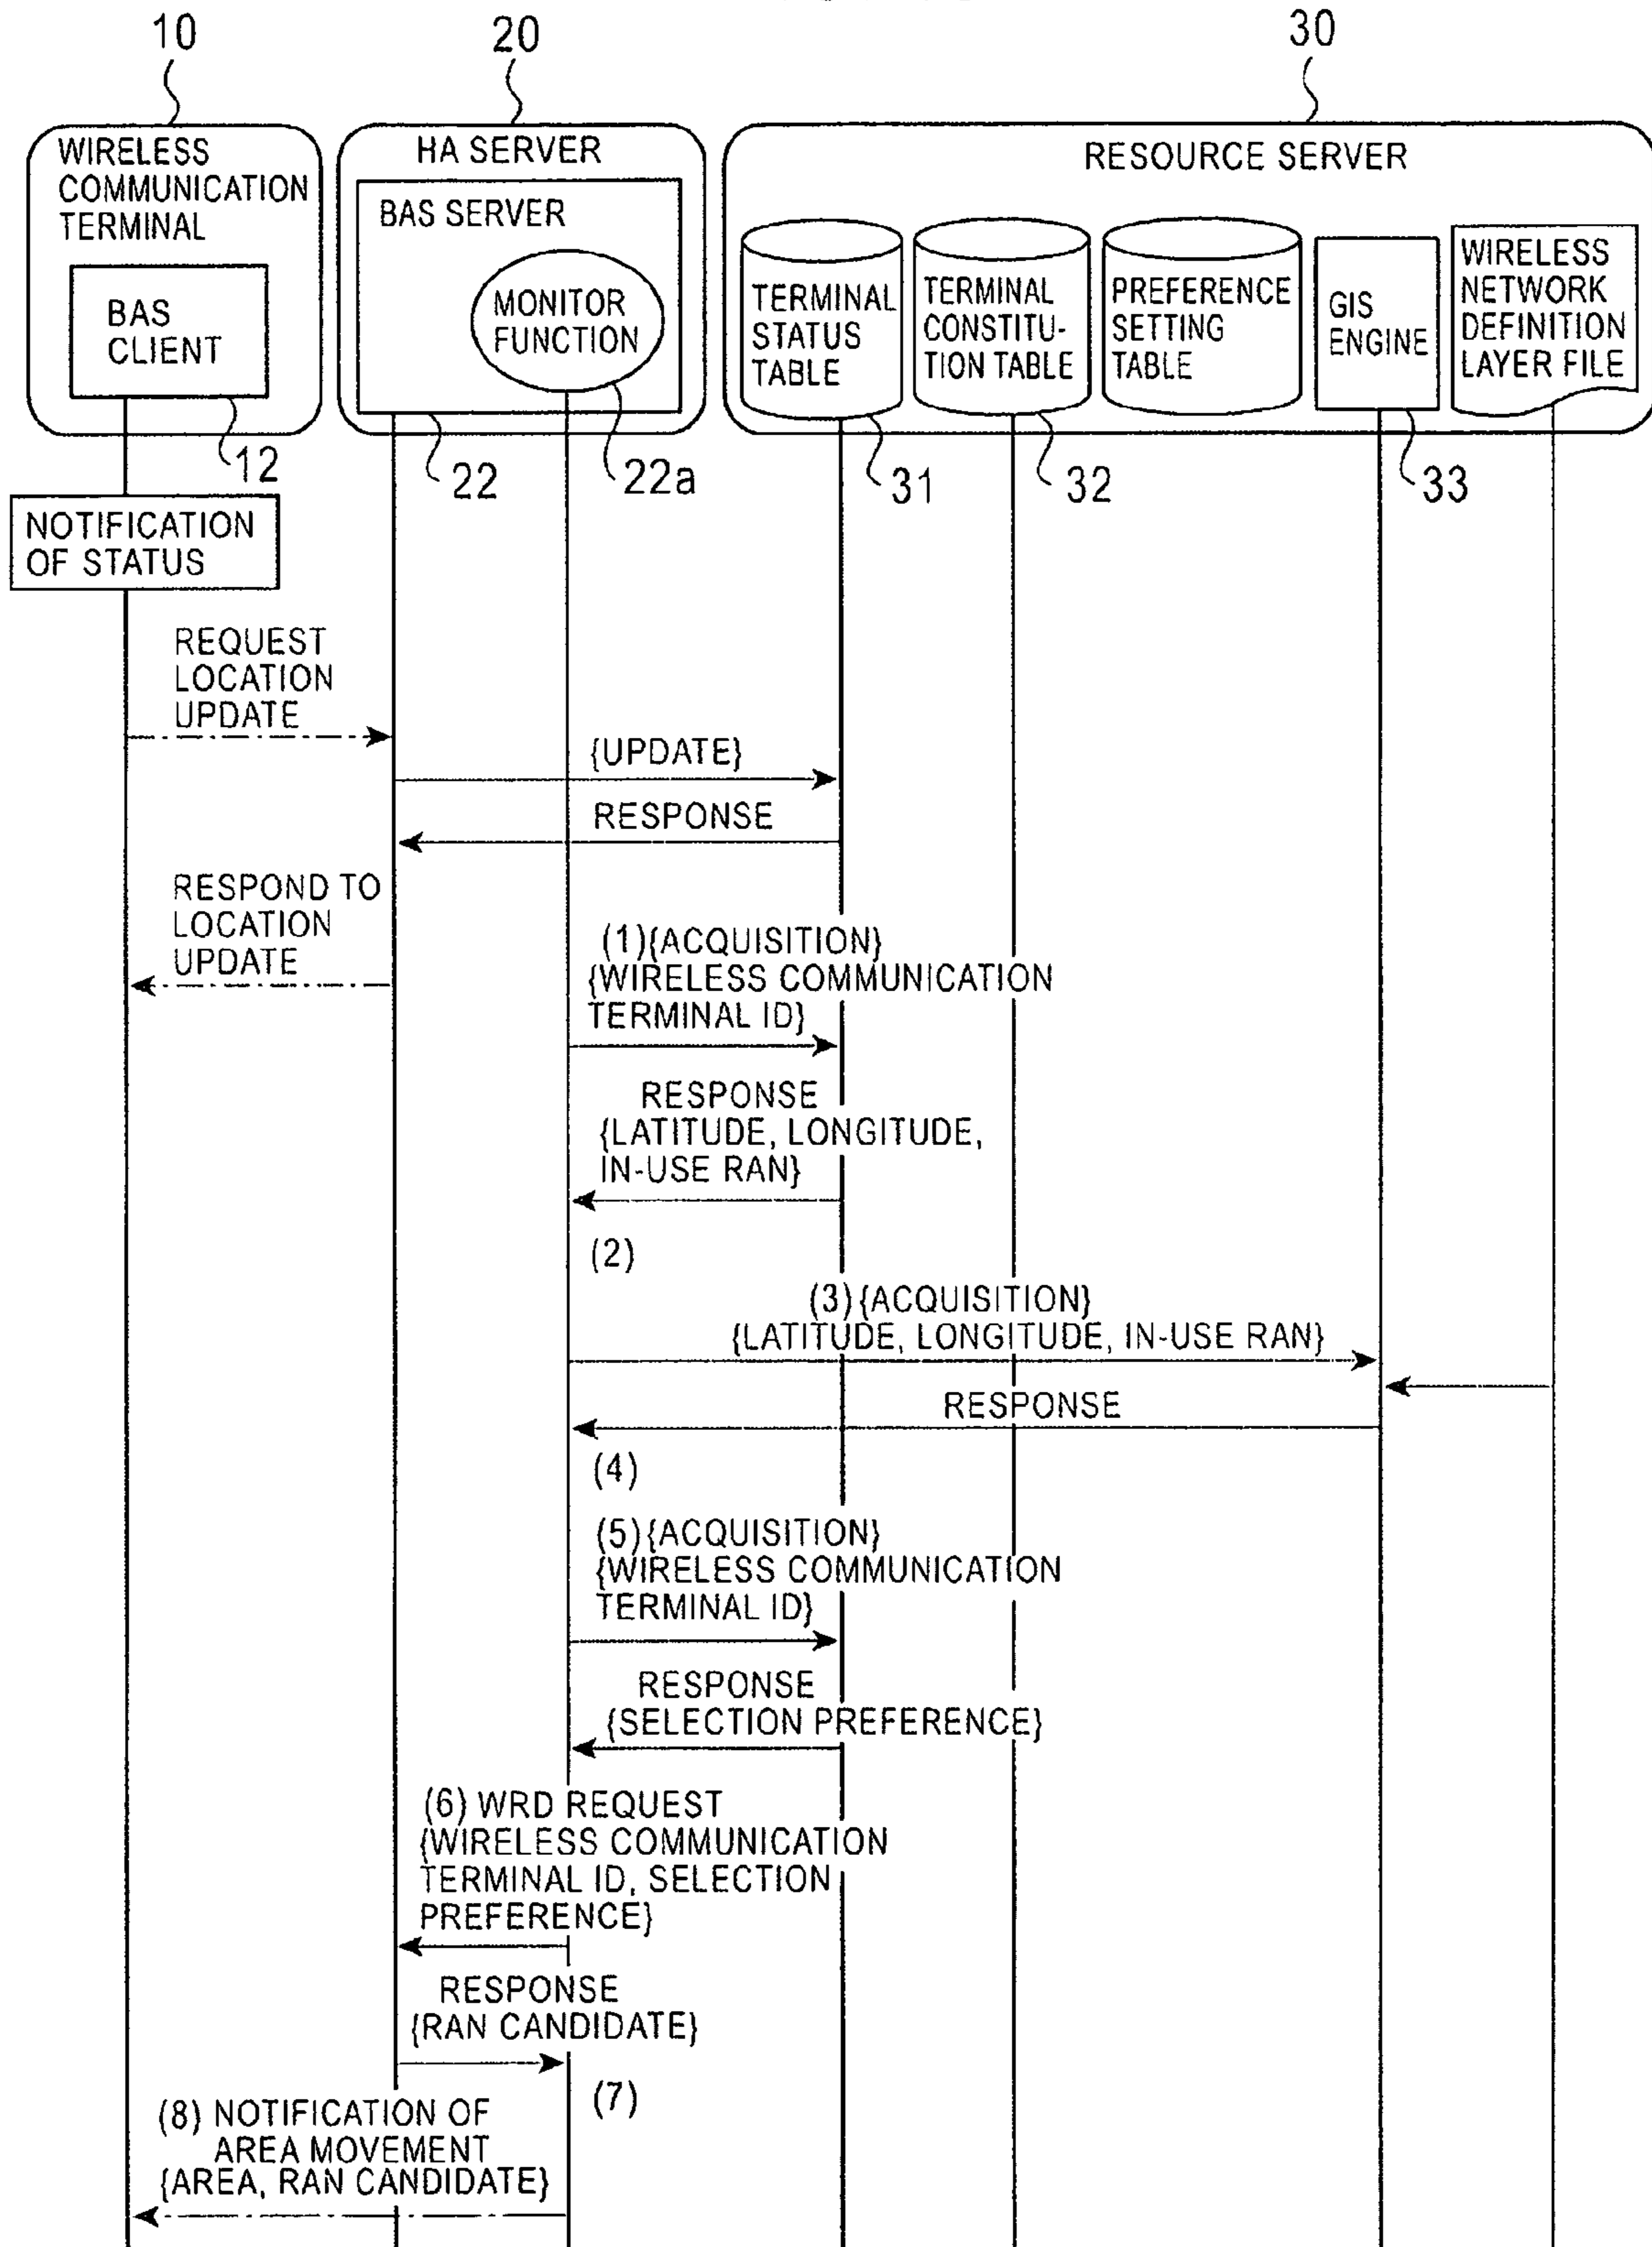 10
20
30
WIRELESS
COMMUNICATION
TERMINAL
BAS
CLIENT
12
HA SERVER
BAS SERVER
MONITOR
FUNCTION
22
22a
RESOURCE SERVER
TERMINAL
STATUS
TABLE
TERMINAL
CONSTITU-
TION TABLE
PREFERENCE
SETTING
TABLE
GIS
ENGINE
WIRELESS
NETWORK
DEFINITION
LAYER FILE
31
32
33
NOTIFICATION
OF STATUS
REQUEST
LOCATION
UPDATE
{UPDATE}
RESPONSE
RESPOND TO
LOCATION
UPDATE
(1){ACQUISITION}
{WIRELESS COMMUNICATION
TERMINAL ID}
RESPONSE
{LATITUDE, LONGITUDE,
IN-USE RAN}
(2)
(3){ACQUISITION}
{LATITUDE, LONGITUDE, IN-USE RAN}
RESPONSE
(4)
(5){ACQUISITION}
{WIRELESS COMMUNICATION
TERMINAL ID}
RESPONSE
{SELECTION PREFERENCE}
(6) WRD REQUEST
{WIRELESS COMMUNICATION
TERMINAL ID, SELECTION
PREFERENCE}
RESPONSE
{RAN CANDIDATE}
(7)
(8) NOTIFICATION OF
AREA MOVEMENT
{AREA, RAN CANDIDATE}